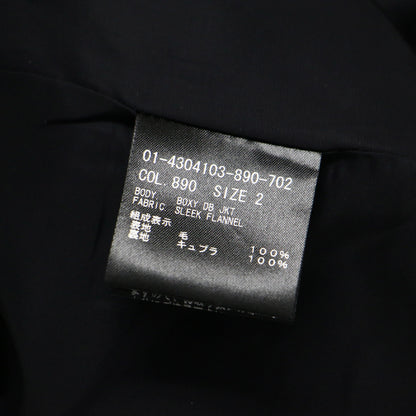 01-4304103-890-702
COL. 890 SIZE 2
BODY BOXY DB JKT
FABRIC SLEEK FLANNEL
組成表示
表地 毛 100%
裏地 キュプラ 100%